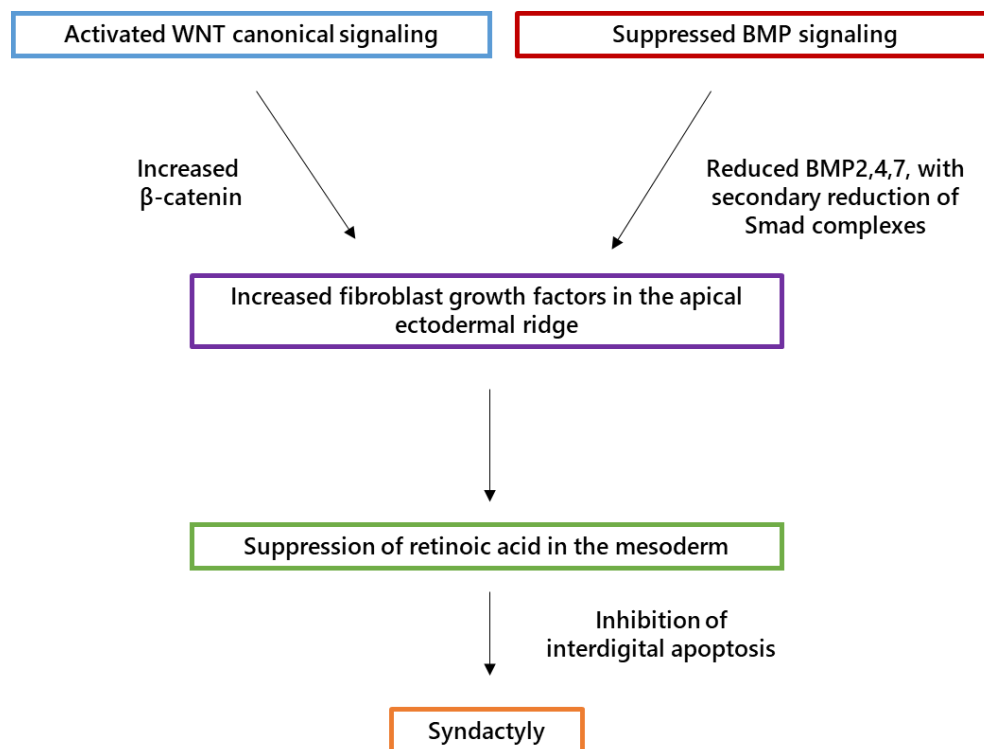 Activated WNT canonical signaling
Suppressed BMP signaling
Increased
β-catenin
Reduced BMP2,4,7, with
secondary reduction of
Smad complexes
Increased fibroblast growth factors in the apical
ectodermal ridge
Suppression of retinoic acid in the mesoderm
Inhibition of
interdigital apoptosis
Syndactyly